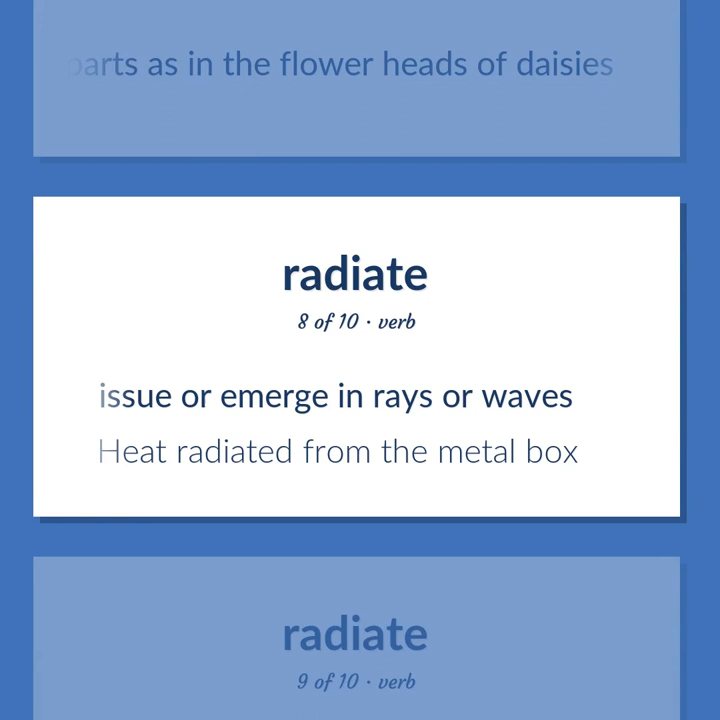 parts as in the flower heads of daisies
radiate
8 of 10 · verb
issue or emerge in rays or waves
Heat radiated from the metal box
radiate
9 of 10 · verb